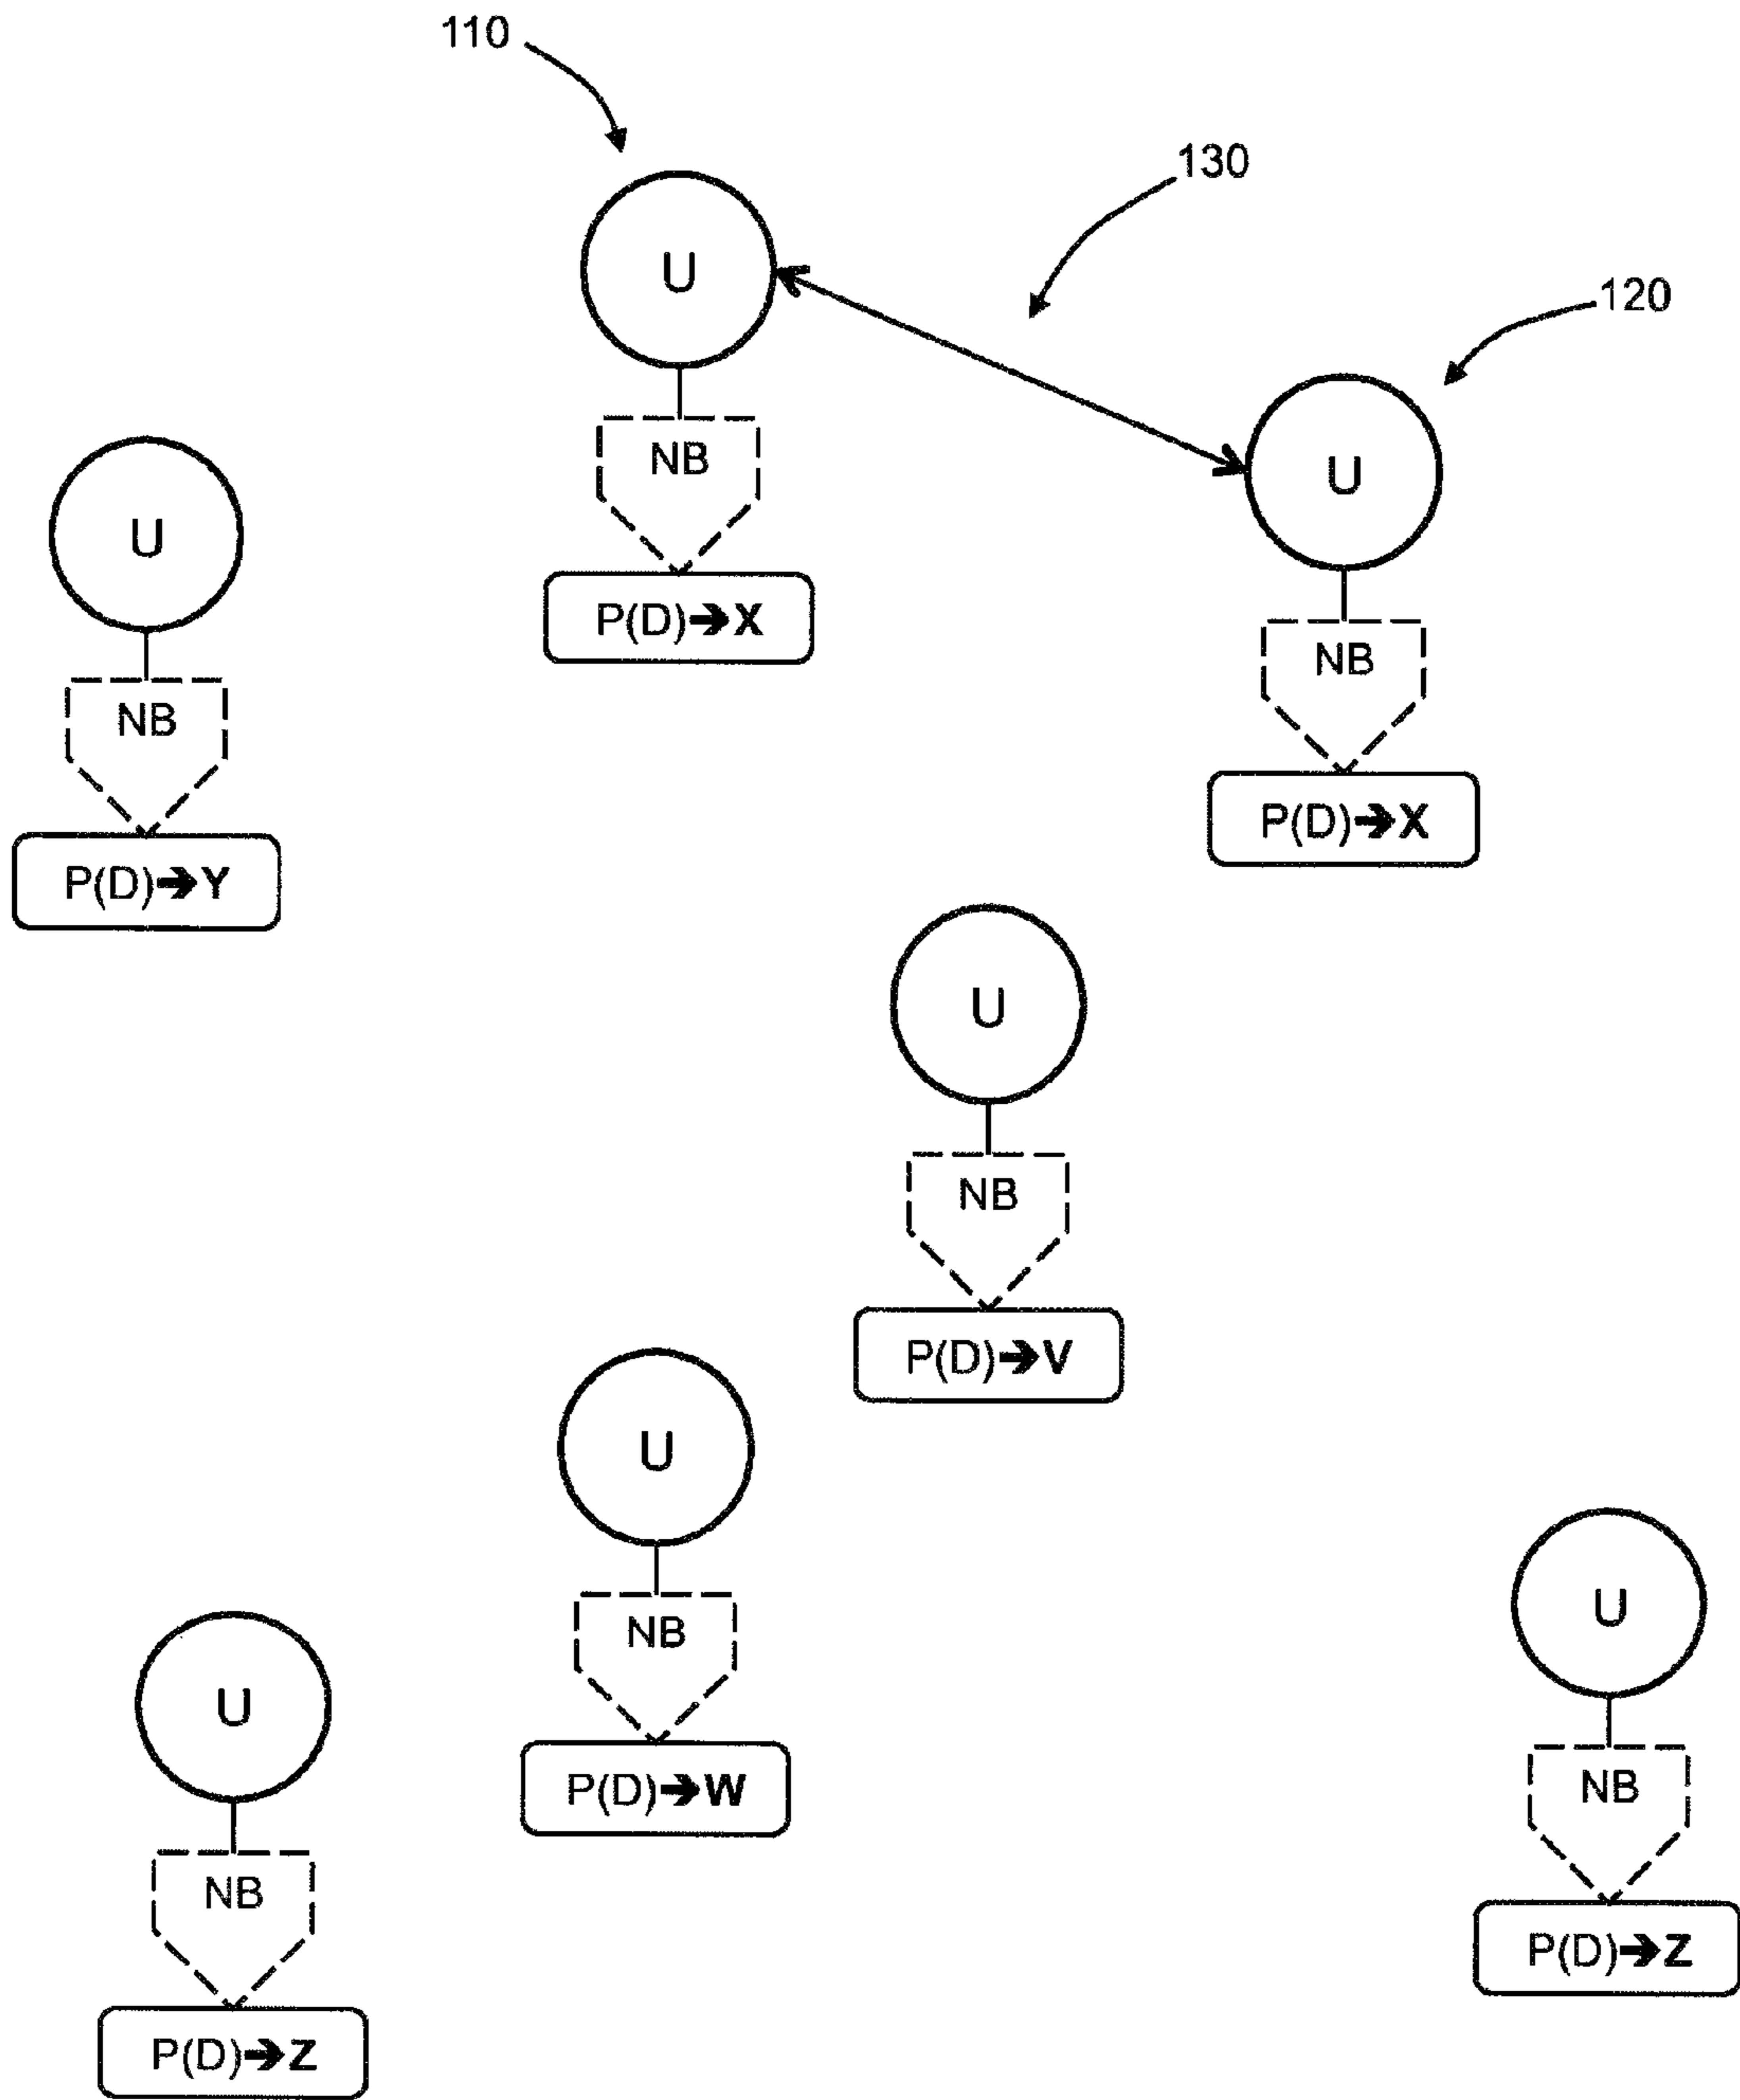 110
130
120
U
NB
P(D)➔X
U
NB
P(D)➔X
U
NB
P(D)➔Y
U
NB
P(D)➔V
U
NB
P(D)➔W
U
NB
P(D)➔Z
U
NB
P(D)➔Z